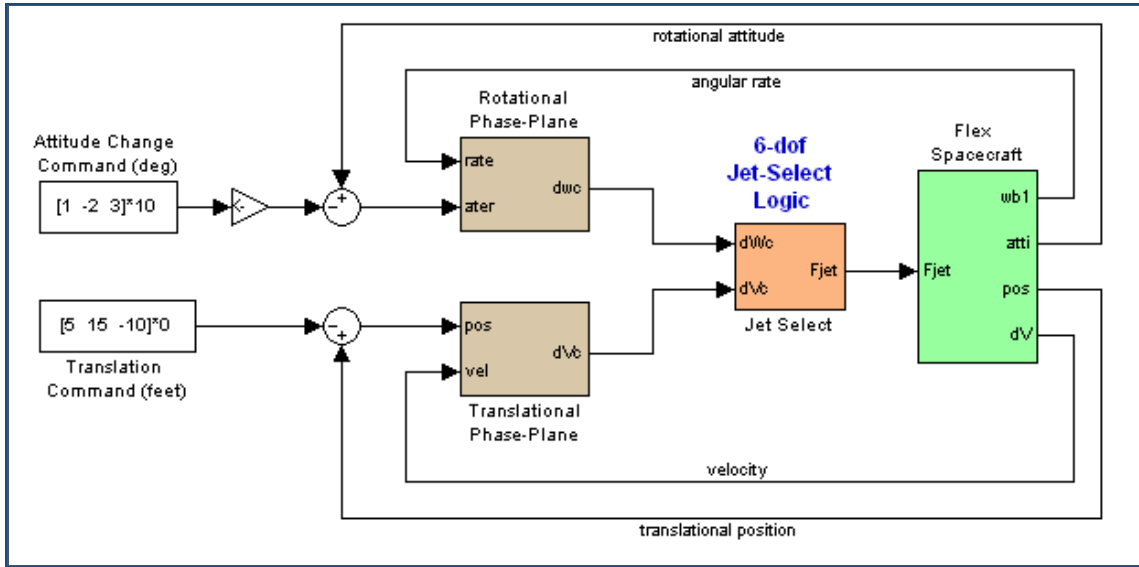 rotational attitude
angular rate
Rotational
Phase-Plane
Attitude Change
Command (deg)
[1 -2 3]*10
rate
ater
dwc
6-dof
Jet-Select
Logic
dWc
dVc
Fjet
Jet Select
Flex
Spacecraft
Fjet
wb1
atti
pos
dV
[5 15 -10]*0
Translation
Command (feet)
pos
vel
dVc
Translational
Phase-Plane
velocity
translational position